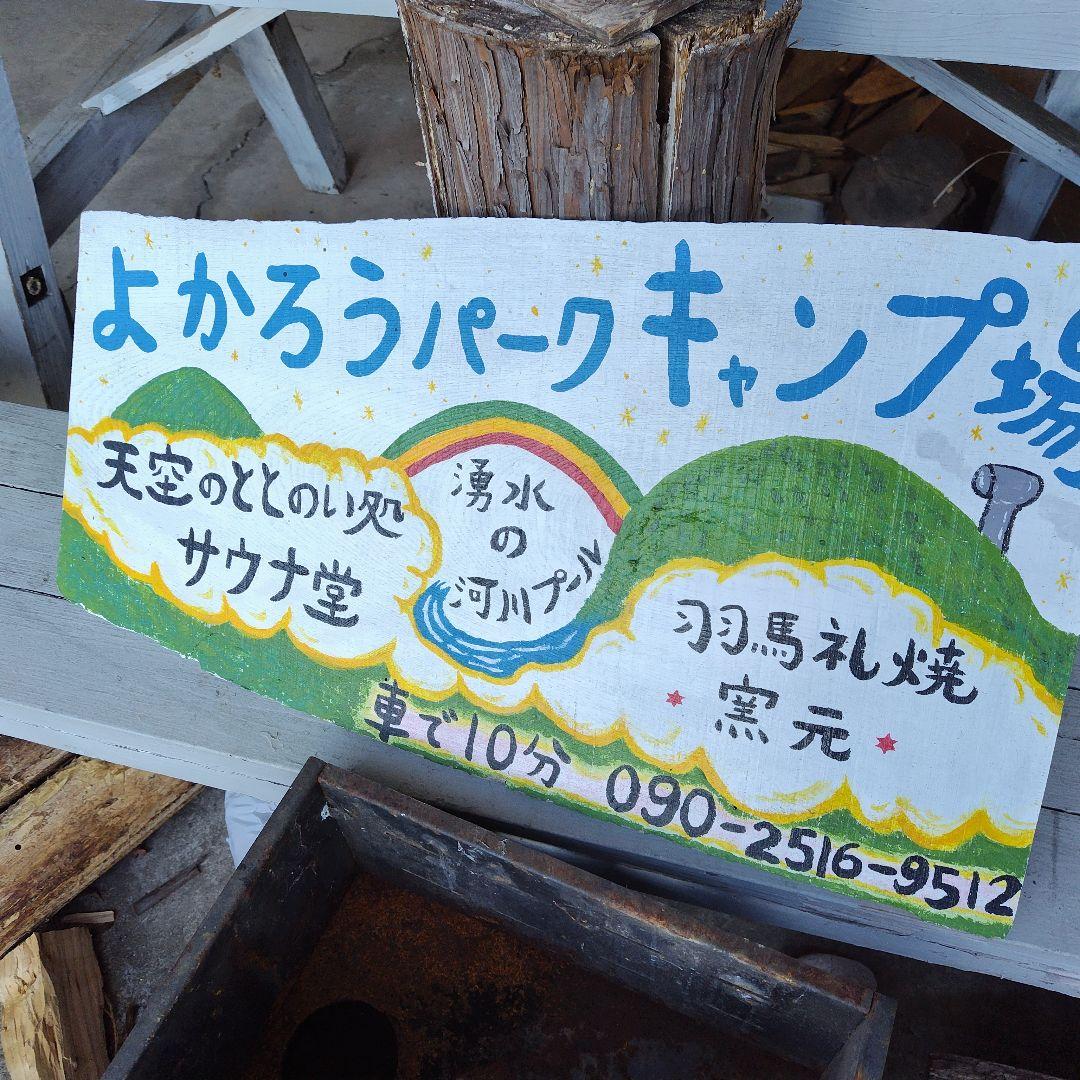 よかろうパークキャンプ場
天空のととのい処
サウナ堂
湧水
の
河川プール
羽馬礼焼
窯元
車で10分 090-2516-9512